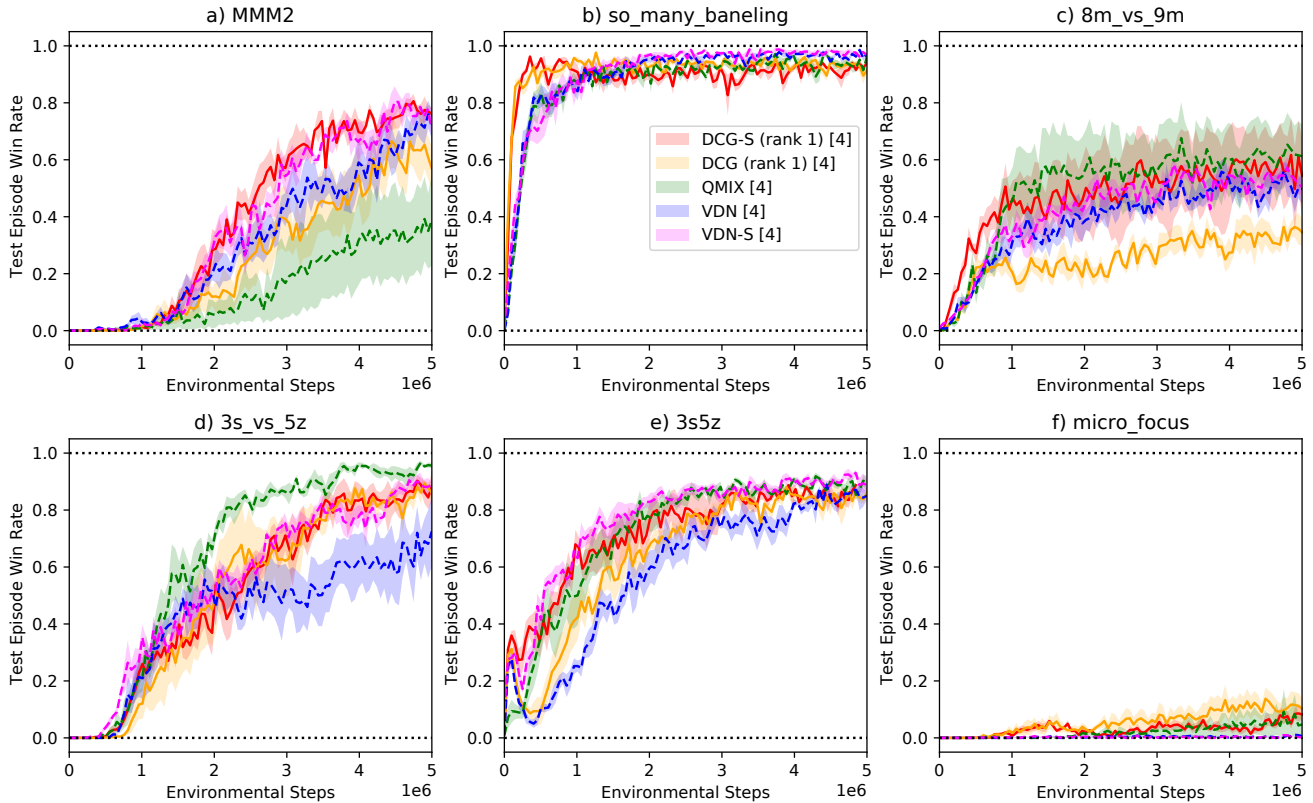 a) MMM2
b) so_many_baneling
c) 8m_vs_9m
Test Episode Win Rate
1.0
0.8
0.6
0.4
0.2
0.0
0 1 2 3 4 5
Environmental Steps 1e6
Test Episode Win Rate
1.0
0.8
0.6
0.4
0.2
0.0
DCG-S (rank 1) [4]
DCG (rank 1) [4]
QMIX [4]
VDN [4]
VDN-S [4]
0 1 2 3 4 5
Environmental Steps 1e6
Test Episode Win Rate
1.0
0.8
0.6
0.4
0.2
0.0
0 1 2 3 4 5
Environmental Steps 1e6
d) 3s_vs_5z
e) 3s5z
f) micro_focus
Test Episode Win Rate
1.0
0.8
0.6
0.4
0.2
0.0
0 1 2 3 4 5
Environmental Steps 1e6
Test Episode Win Rate
1.0
0.8
0.6
0.4
0.2
0.0
0 1 2 3 4 5
Environmental Steps 1e6
Test Episode Win Rate
1.0
0.8
0.6
0.4
0.2
0.0
0 1 2 3 4 5
Environmental Steps 1e6